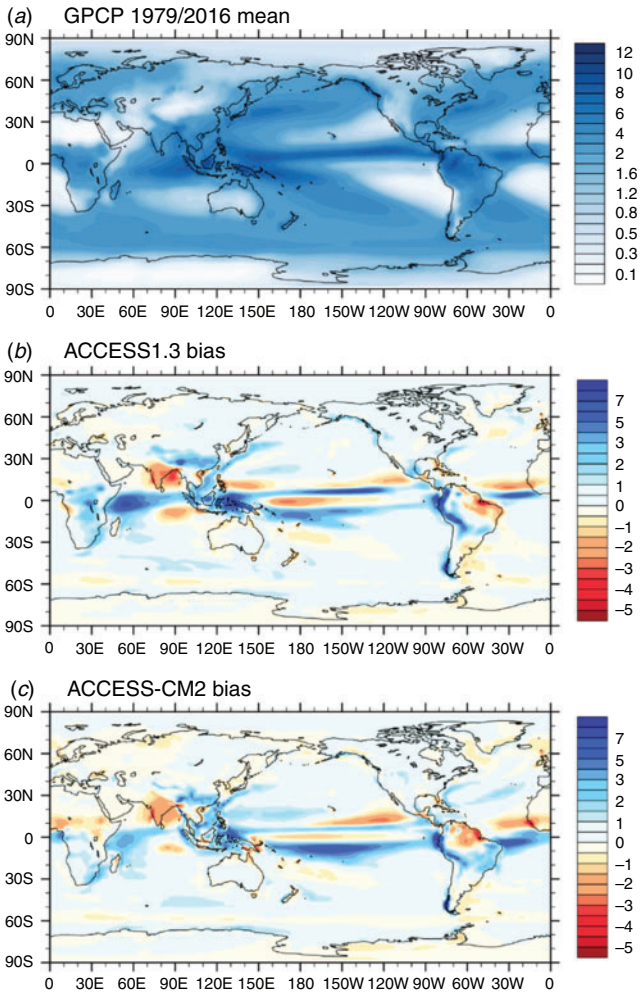 (a) GPCP 1979/2016 mean
90N
60N
30N
0
30S
60S
90S
0 30E 60E 90E 120E 150E 180 150W 120W 90W 60W 30W 0
12
10
8
6
4
2
1.6
1.2
0.8
0.5
0.3
0.1
(b) ACCESS1.3 bias
90N
60N
30N
0
30S
60S
90S
0 30E 60E 90E 120E 150E 180 150W 120W 90W 60W 30W 0
7
5
3
2
1
0
−1
−2
−3
−4
−5
(c) ACCESS-CM2 bias
90N
60N
30N
0
30S
60S
90S
0 30E 60E 90E 120E 150E 180 150W 120W 90W 60W 30W 0
7
5
3
2
1
0
−1
−2
−3
−4
−5